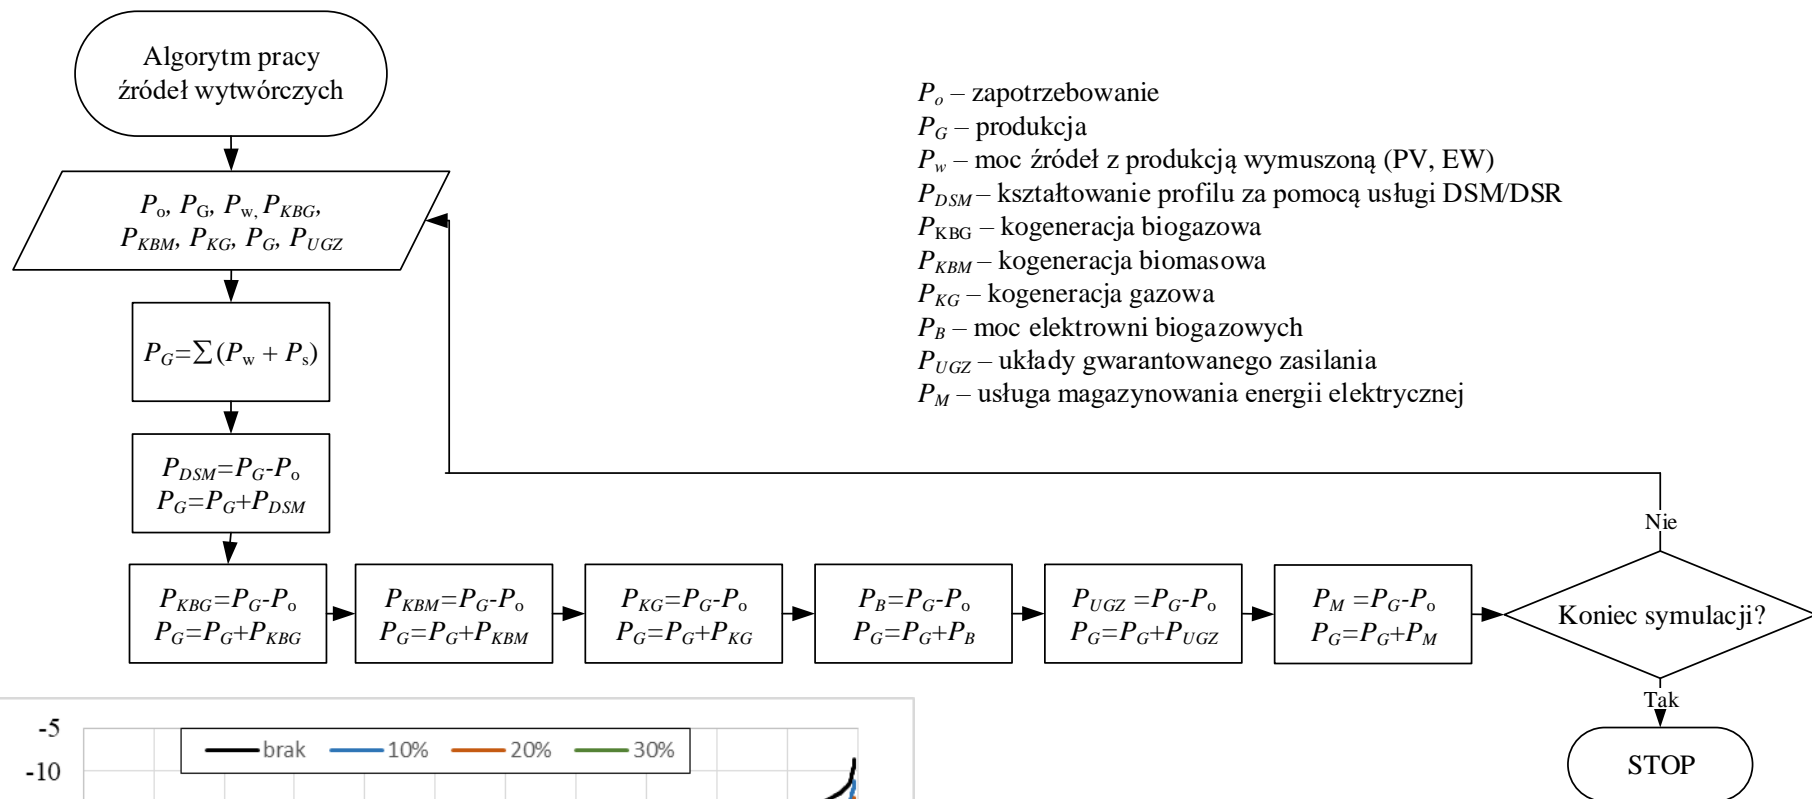 Algorytm pracy
źródeł wytwórczych
Po, PG, Pw, PKBG,
PKBM, PKG, PG, PUGZ
PG=∑(Pw + Ps)
PDSM=PG-Po
PG=PG+PDSM
PKBG=PG-Po
PG=PG+PKBG
PKBM=PG-Po
PG=PG+PKBM
PKG=PG-Po
PG=PG+PKG
PB=PG-Po
PG=PG+PB
PUGZ =PG-Po
PG=PG+PUGZ
PM =PG-Po
PG=PG+PM
Koniec symulacji?
Nie
Tak
STOP
Po – zapotrzebowanie
PG – produkcja
Pw – moc źródeł z produkcją wymuszoną (PV, EW)
PDSM – kształtowanie profilu za pomocą usługi DSM/DSR
PKBG – kogeneracja biogazowa
PKBM – kogeneracja biomasowa
PKG – kogeneracja gazowa
PB – moc elektrowni biogazowych
PUGZ – układy gwarantowanego zasilania
PM – usługa magazynowania energii elektrycznej
-5
-10
brak 10% 20% 30%